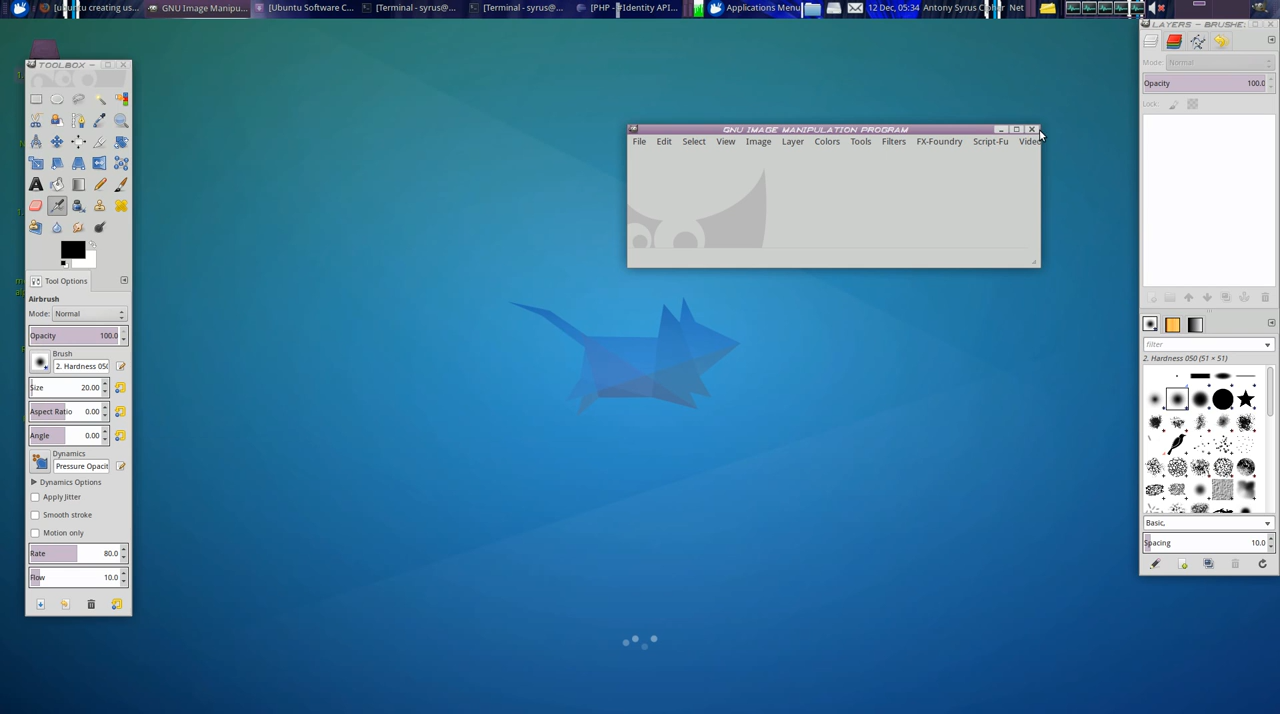 [ubuntu creating us... GNU Image Manipu... [Ubuntu Software C... [Terminal - syrus@... [Terminal - syrus@... Applications Menu 12 Dec, 05:34 Antony Syrus Net
TOOLBOX -
Tool Options
Airbrush
Mode: Normal
Opacity 100.0
Brush
2. Hardness 050
Size 20.00
Aspect Ratio 0.00
Angle 0.00
Dynamics
Pressure Opacit
Dynamics Options
Apply Jitter
Smooth stroke
Motion only
Rate 80.0
Flow 10.0
GNU IMAGE MANIPULATION PROGRAM
File Edit Select View Image Layer Colors Tools Filters FX-Foundry Script-Fu Video
LAYERS - BRUSHE
Mode: Normal
Opacity 100.0
Lock:
filter
2. Hardness 050 (51 × 51)
Basic,
Spacing 10.0